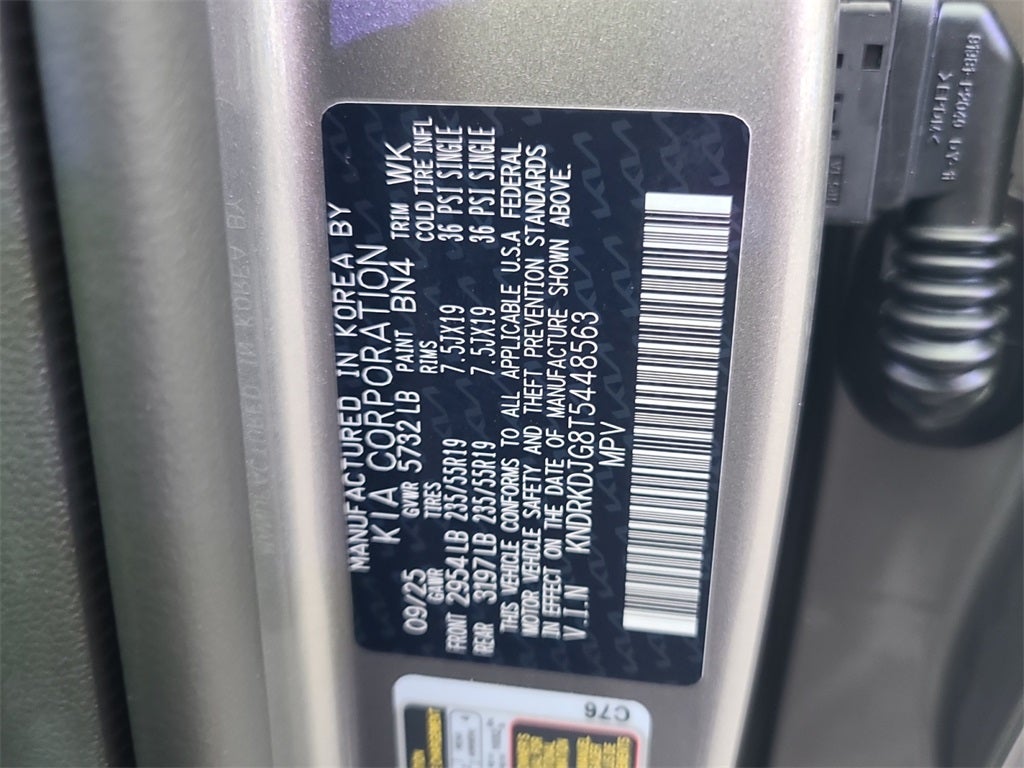 MANUFACTURED IN KOREA BY
KIA CORPORATION
09/25 GVWR 5732 LB PAINT BN4 TRIM WK
GAWR TIRES RIMS COLD TIRE INFL
FRONT 2954 LB 235/55R19 7.5JX19 36 PSI SINGLE
REAR 3197 LB 235/55R19 7.5JX19 36 PSI SINGLE
THIS VEHICLE CONFORMS TO ALL APPLICABLE U.S.A FEDERAL
MOTOR VEHICLE SAFETY AND THEFT PREVENTION STANDARDS
IN EFFECT ON THE DATE OF MANUFACTURE SHOWN ABOVE.
V.I.N KNDRKDJG8T5448563
MPV
C76